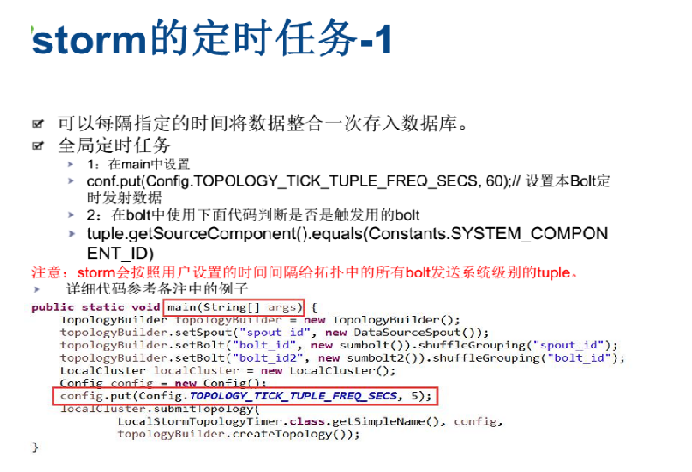 storm的定时任务-1
可以每隔指定的时间将数据整合一次存入数据库。
全局定时任务
1：在main中设置
conf.put(Config.TOPOLOGY_TICK_TUPLE_FREQ_SECS, 60);// 设置本Bolt定
时发射数据
2：在bolt中使用下面代码判断是否是触发用的bolt
tuple.getSourceComponent().equals(Constants.SYSTEM_COMPON
ENT_ID)
注意：storm会按照用户设置的时间间隔给拓扑中的所有bolt发送系统级别的tuple。
详细代码参考备注中的例子
public static void main(String[] args) {
TopologyBuilder topologyBuilder = new TopologyBuilder();
topologyBuilder.setSpout("spout_id", new DataSourceSpout());
topologyBuilder.setBolt("bolt_id", new sumbolt()).shuffleGrouping("spout_id");
topologyBuilder.setBolt("bolt_id2", new sumbolt2()).shuffleGrouping("bolt_id");
LocalCluster localCluster = new LocalCluster();
Config config = new Config();
config.put(Config.TOPOLOGY_TICK_TUPLE_FREQ_SECS, 5);
localCluster.submitTopology(
LocalStormTopologyTimer.class.getSimpleName(), config,
topologyBuilder.createTopology());
}